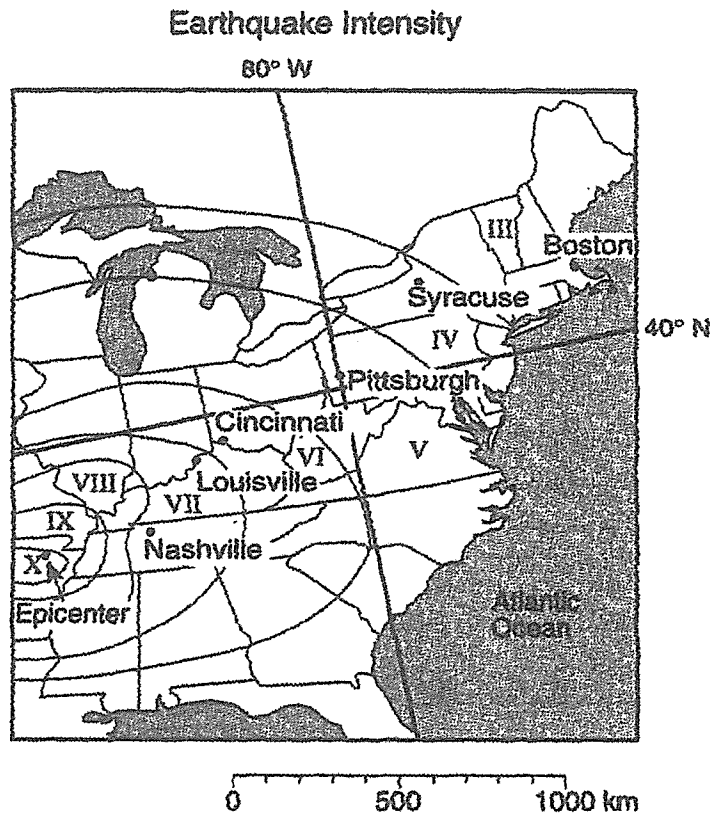 Earthquake Intensity
80° W
III
Boston
Syracuse
IV
40° N
Pittsburgh
Cincinnati
V
VI
VIII
Louisville
VII
IX
Nashville
X
Epicenter
Atlantic
Ocean
0 500 1000 km